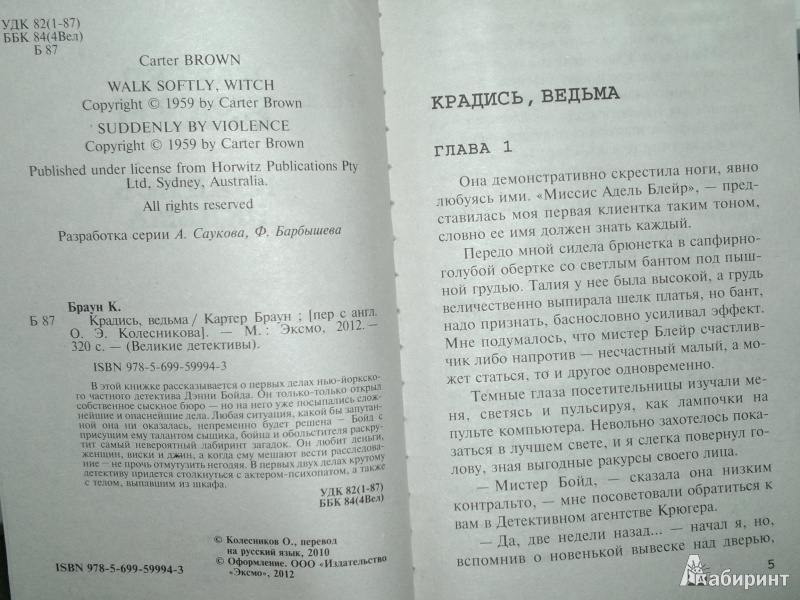 УДК 82(1-87)
ББК 84(4Вел)
Б 87
Carter BROWN
WALK SOFTLY, WITCH
Copyright © 1959 by Carter Brown
SUDDENLY BY VIOLENCE
Copyright © 1959 by Carter Brown
Published under license from Horwitz Publications Pty
Ltd, Sydney, Australia.
All rights reserved
Разработка серии А. Саукова, Ф. Барбышева
Браун К.
Б 87 Крадись, ведьма / Картер Браун ; [пер с англ.
О. Э. Колесникова]. — М. : Эксмо, 2012. —
320 с. — (Великие детективы).
ISBN 978-5-699-59994-3
В этой книжке рассказывается о первых делах нью-йоркско-
го частного детектива Дэнни Бойда. Он только-только открыл
собственное сыскное бюро — но на него уже посыпались слож-
нейшие и опаснейшие дела. Любая ситуация, какой бы запутан-
ной она ни оказалась, непременно будет решена — Бойд с
присущим ему талантом сыщика, бойца и обольстителя раскру-
тит самый невероятный лабиринт загадок. Он любит деньги,
женщин, виски и джин, а когда ему мешают вести расследова-
ние — не прочь отмутузить негодяя. В первых двух делах крутому
детективу придется столкнуться с актером-психопатом, а также
с телом, выпавшим из шкафа.
УДК 82(1-87)
ББК 84(4Вел)
© Колесников О., перевод
на русский язык, 2010
© Оформление. ООО «Издательство
«Эксмо», 2012
ISBN 978-5-699-59994-3
КРАДИСЬ, ВЕДЬМА
ГЛАВА 1
Она демонстративно скрестила ноги, явно
любуясь ими. «Миссис Адель Блейр», — пред-
ставилась моя первая клиентка таким тоном,
словно ее имя должен знать каждый.
Передо мной сидела брюнетка в сапфирно-
голубой обертке со светлым бантом под пыш-
ной грудью. Талия у нее была высокой, а грудь
величественно выпирала шелк платья, но бант,
надо признать, баснословно усиливал эффект.
Мне подумалось, что мистер Блейр счастлив-
чик либо напротив — несчастный малый, а мо-
жет статься, то и другое одновременно.
Темные глаза посетительницы изучали ме-
ня, светясь и пульсируя, как лампочки на
пульте компьютера. Невольно захотелось пока-
заться в лучшем свете, и я слегка повернул го-
лову, зная выгодные ракурсы своего лица.
— Мистер Бойд, — сказала она низким
контральто, — мне посоветовали обратиться к
вам в Детективном агентстве Крюгера.
— Да, две недели назад... — начал я, но,
вспомнив о новенькой вывеске над дверью,
5
Лабиринт